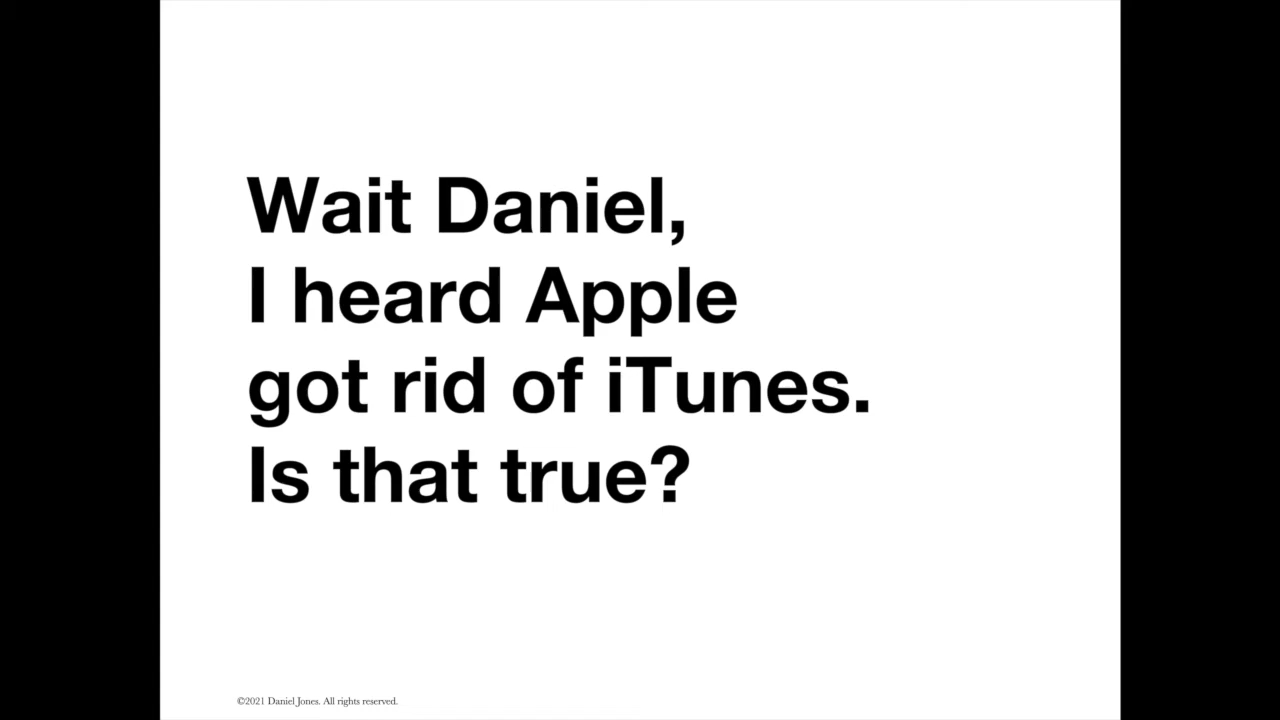 Wait Daniel,
I heard Apple
got rid of iTunes.
Is that true?
©2021 Daniel Jones. All rights reserved.